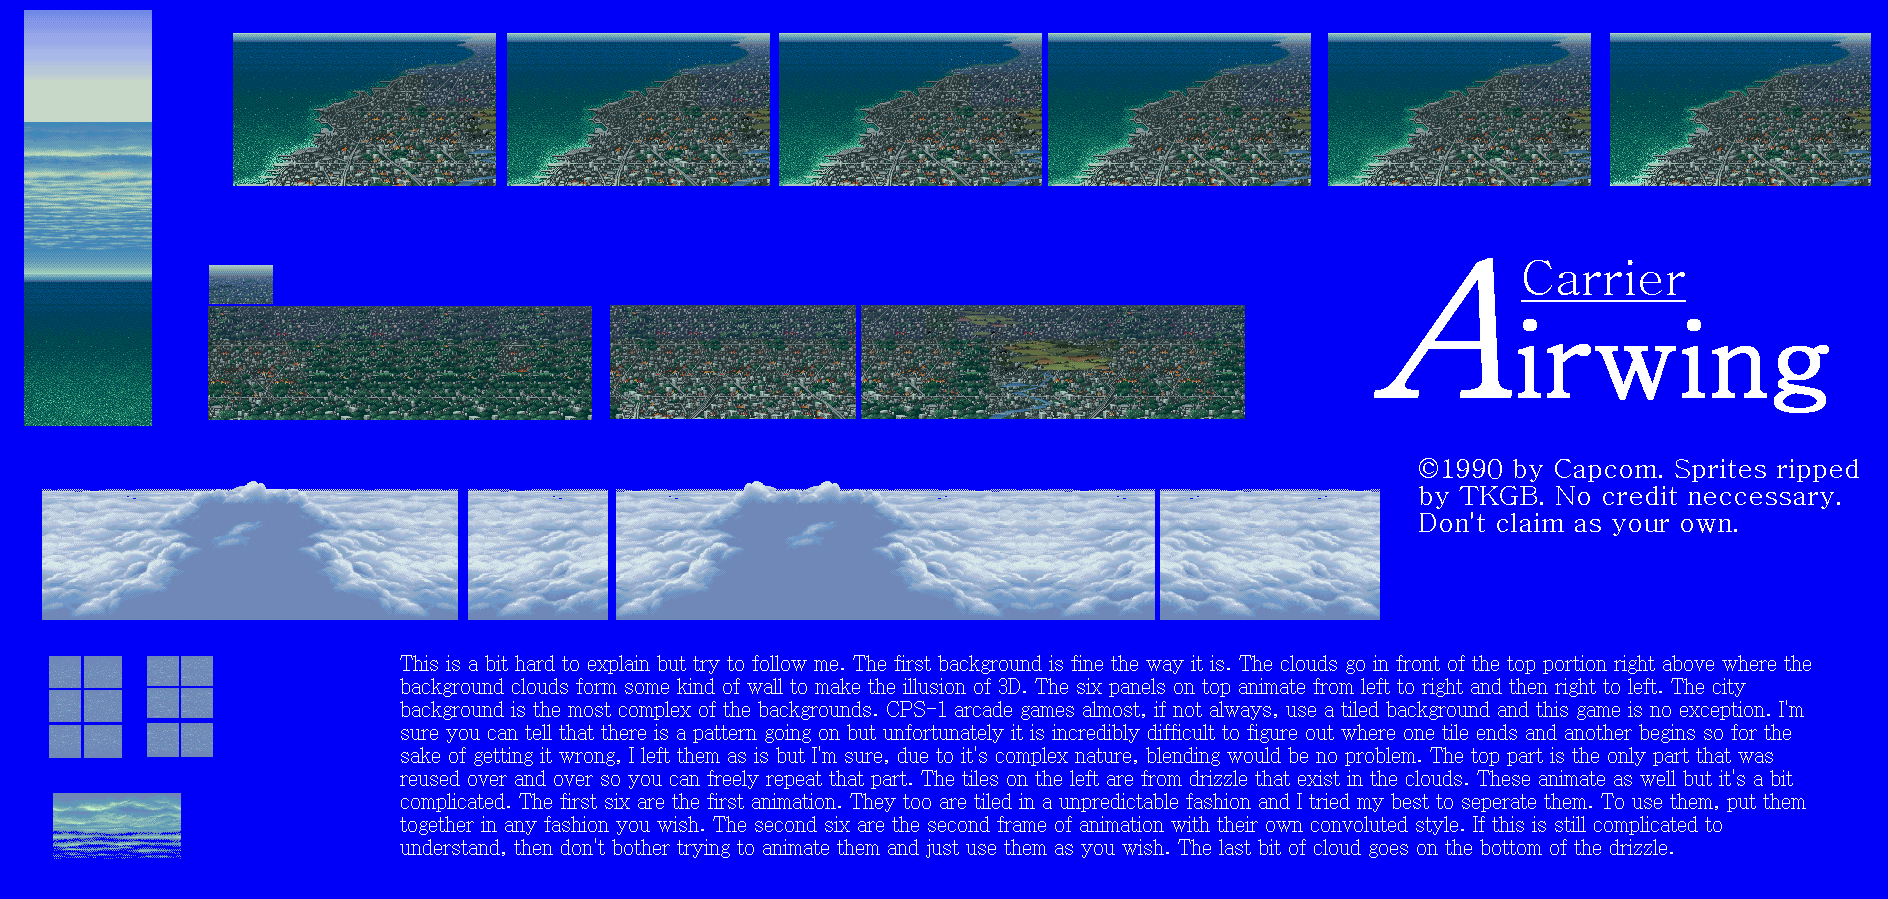 Carrier
Airwing
©1990 by Capcom. Sprites ripped
by TKGB. No credit neccessary.
Don't claim as your own.
This is a bit hard to explain but try to follow me. The first background is fine the way it is. The clouds go in front of the top portion right above where the
background clouds form some kind of wall to make the illusion of 3D. The six panels on top animate from left to right and then right to left. The city
background is the most complex of the backgrounds. CPS-1 arcade games almost, if not always, use a tiled background and this game is no exception. I'm
sure you can tell that there is a pattern going on but unfortunately it is incredibly difficult to figure out where one tile ends and another begins so for the
sake of getting it wrong, I left them as is but I'm sure, due to it's complex nature, blending would be no problem. The top part is the only part that was
reused over and over so you can freely repeat that part. The tiles on the left are from drizzle that exist in the clouds. These animate as well but it's a bit
complicated. The first six are the first animation. They too are tiled in a unpredictable fashion and I tried my best to seperate them. To use them, put them
together in any fashion you wish. The second six are the second frame of animation with their own convoluted style. If this is still complicated to
understand, then don't bother trying to animate them and just use them as you wish. The last bit of cloud goes on the bottom of the drizzle.